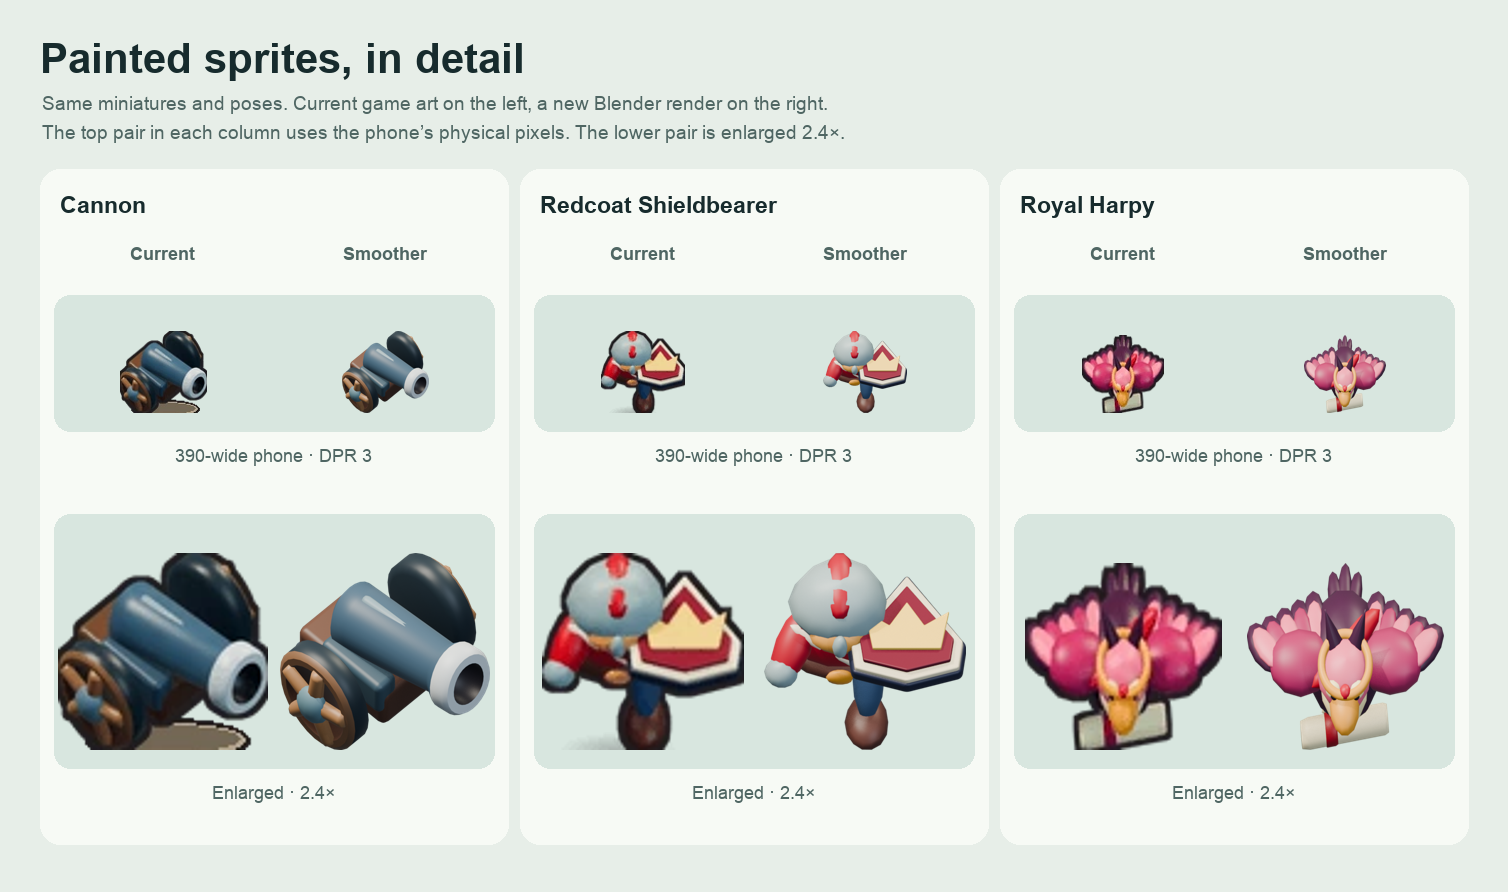 Painted sprites, in detail
Same miniatures and poses. Current game art on the left, a new Blender render on the right.
The top pair in each column uses the phone’s physical pixels. The lower pair is enlarged 2.4×.
Cannon
Current Smoother
390-wide phone · DPR 3
Enlarged · 2.4×
Redcoat Shieldbearer
Current Smoother
390-wide phone · DPR 3
Enlarged · 2.4×
Royal Harpy
Current Smoother
390-wide phone · DPR 3
Enlarged · 2.4×